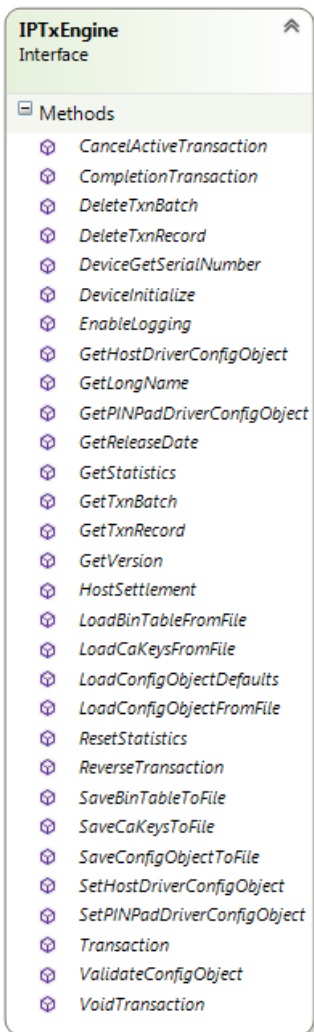 IPTxEngine
Interface
Methods
CancelActiveTransaction
CompletionTransaction
DeleteTxnBatch
DeleteTxnRecord
DeviceGetSerialNumber
DeviceInitialize
EnableLogging
GetHostDriverConfigObject
GetLongName
GetPINPadDriverConfigObject
GetReleaseDate
GetStatistics
GetTxnBatch
GetTxnRecord
GetVersion
HostSettlement
LoadBinTableFromFile
LoadCaKeysFromFile
LoadConfigObjectDefaults
LoadConfigObjectFromFile
ResetStatistics
ReverseTransaction
SaveBinTableToFile
SaveCaKeysToFile
SaveConfigObjectToFile
SetHostDriverConfigObject
SetPINPadDriverConfigObject
Transaction
ValidateConfigObject
VoidTransaction